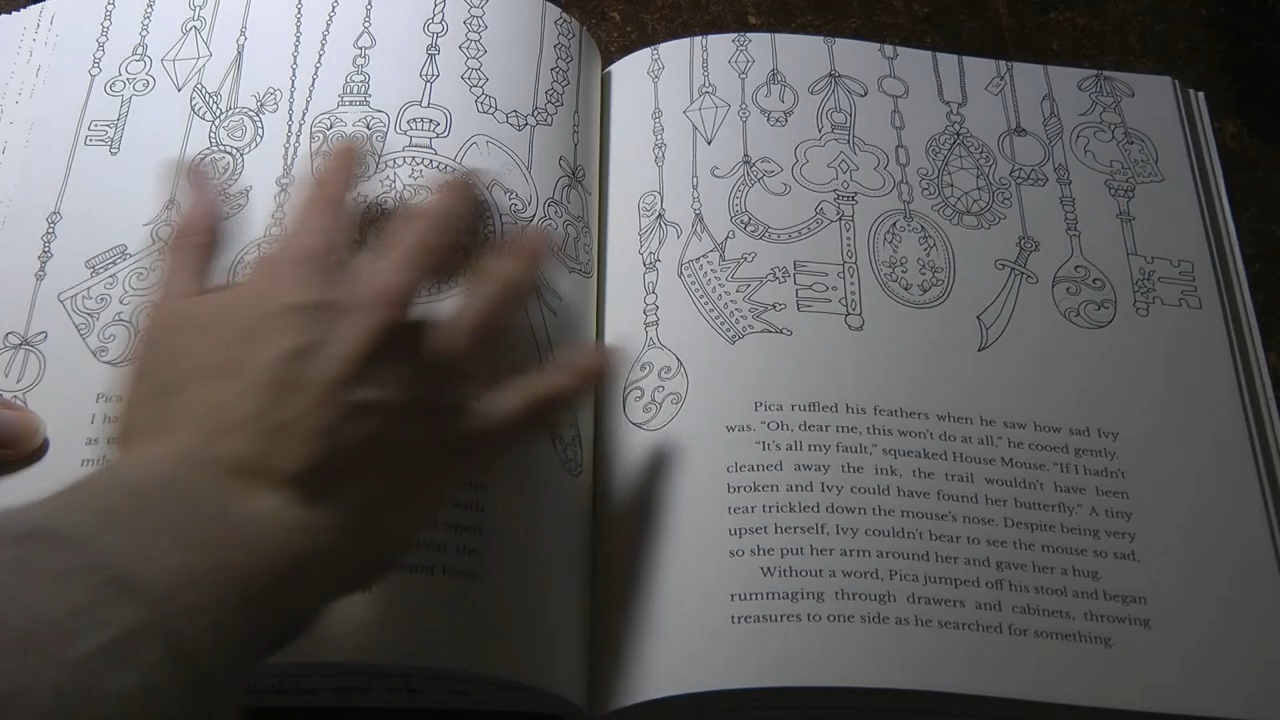 Pica
I
as
with
open
the
Pica ruffled his feathers when he saw how sad Ivy
was. “Oh, dear me, this won’t do at all,” he cooed gently.
“It’s all my fault,” squeaked House Mouse. “If I hadn’t
cleaned away the ink, the trail wouldn’t have been
broken and Ivy could have found her butterfly.” A tiny
tear trickled down the mouse’s nose. Despite being very
upset herself, Ivy couldn’t bear to see the mouse so sad,
so she put her arm around her and gave her a hug.
Without a word, Pica jumped off his stool and began
rummaging through drawers and cabinets, throwing
treasures to one side as he searched for something.